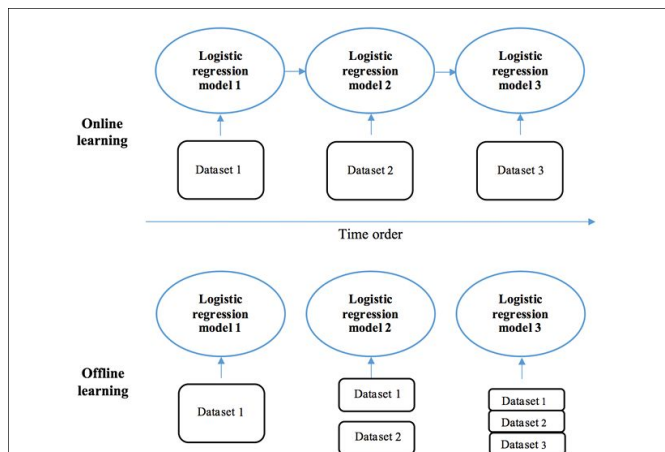 Logistic
regression
model 1
Logistic
regression
model 2
Logistic
regression
model 3
Online
learning
Dataset 1
Dataset 2
Dataset 3
Time order
Logistic
regression
model 1
Logistic
regression
model 2
Logistic
regression
model 3
Offline
learning
Dataset 1
Dataset 1
Dataset 2
Dataset 1
Dataset 2
Dataset 3